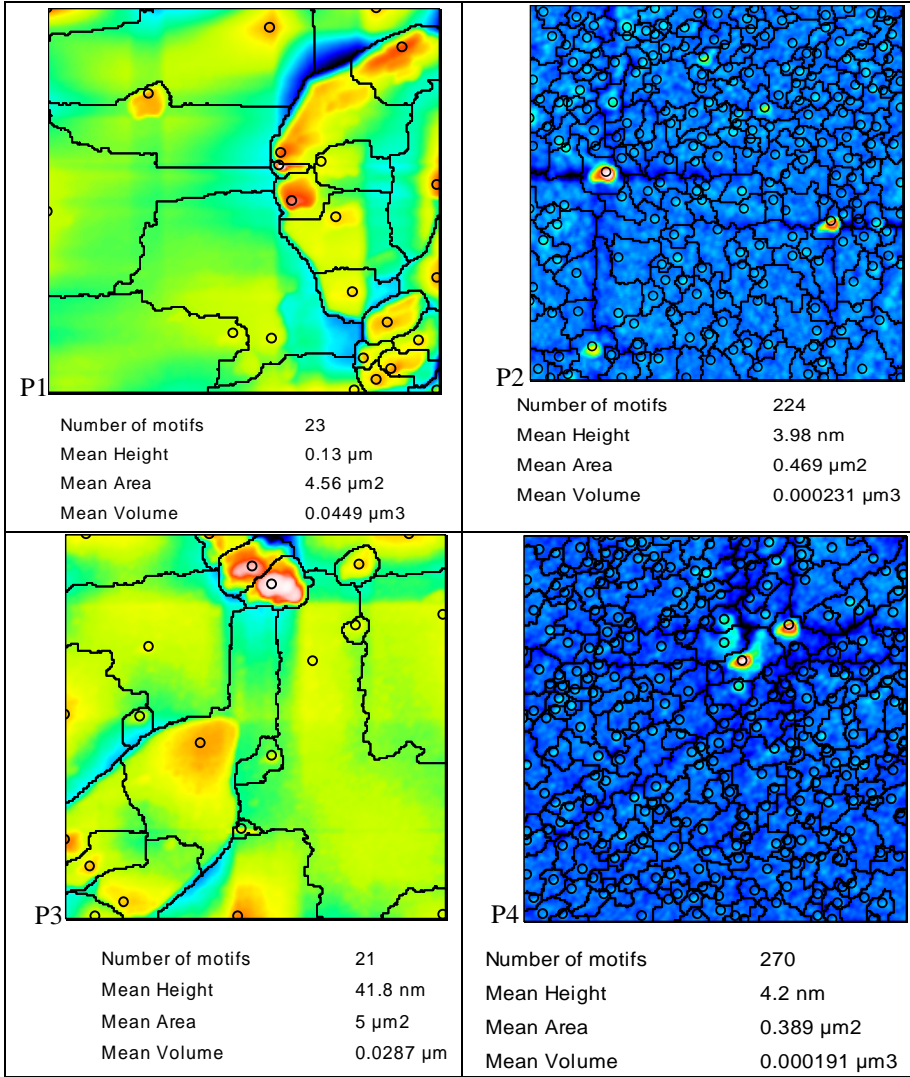 P1
Number of motifs 23
Mean Height 0.13 µm
Mean Area 4.56 µm2
Mean Volume 0.0449 µm3
P2
Number of motifs 224
Mean Height 3.98 nm
Mean Area 0.469 µm2
Mean Volume 0.000231 µm3
P3
Number of motifs 21
Mean Height 41.8 nm
Mean Area 5 µm2
Mean Volume 0.0287 µm
P4
Number of motifs 270
Mean Height 4.2 nm
Mean Area 0.389 µm2
Mean Volume 0.000191 µm3